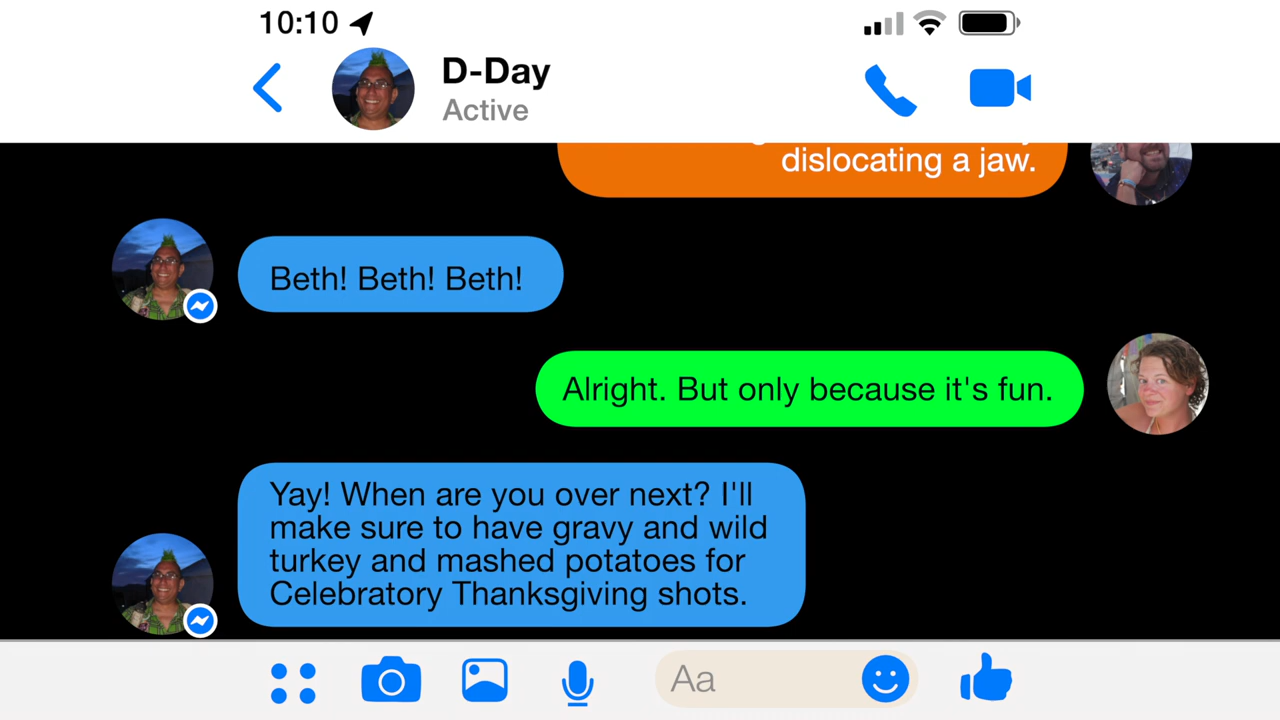 10:10
D-Day
Active
dislocating a jaw.
Beth! Beth! Beth!
Alright. But only because it's fun.
Yay! When are you over next? I'll
make sure to have gravy and wild
turkey and mashed potatoes for
Celebratory Thanksgiving shots.
Aa